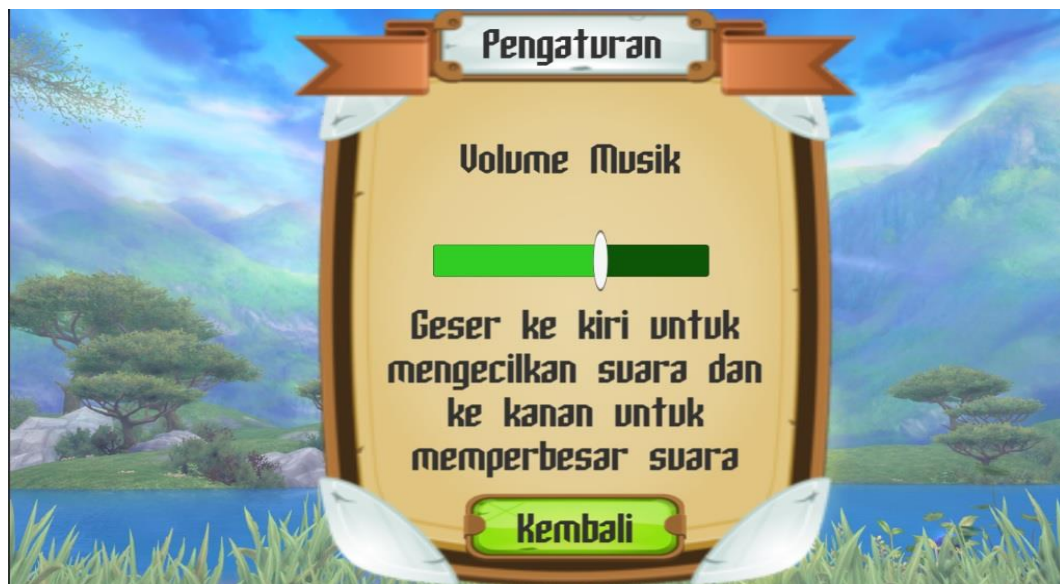 Pengaturan
Volume Musik
Geser ke kiri untuk
mengecilkan suara dan
ke kanan untuk
memperbesar suara
Kembali